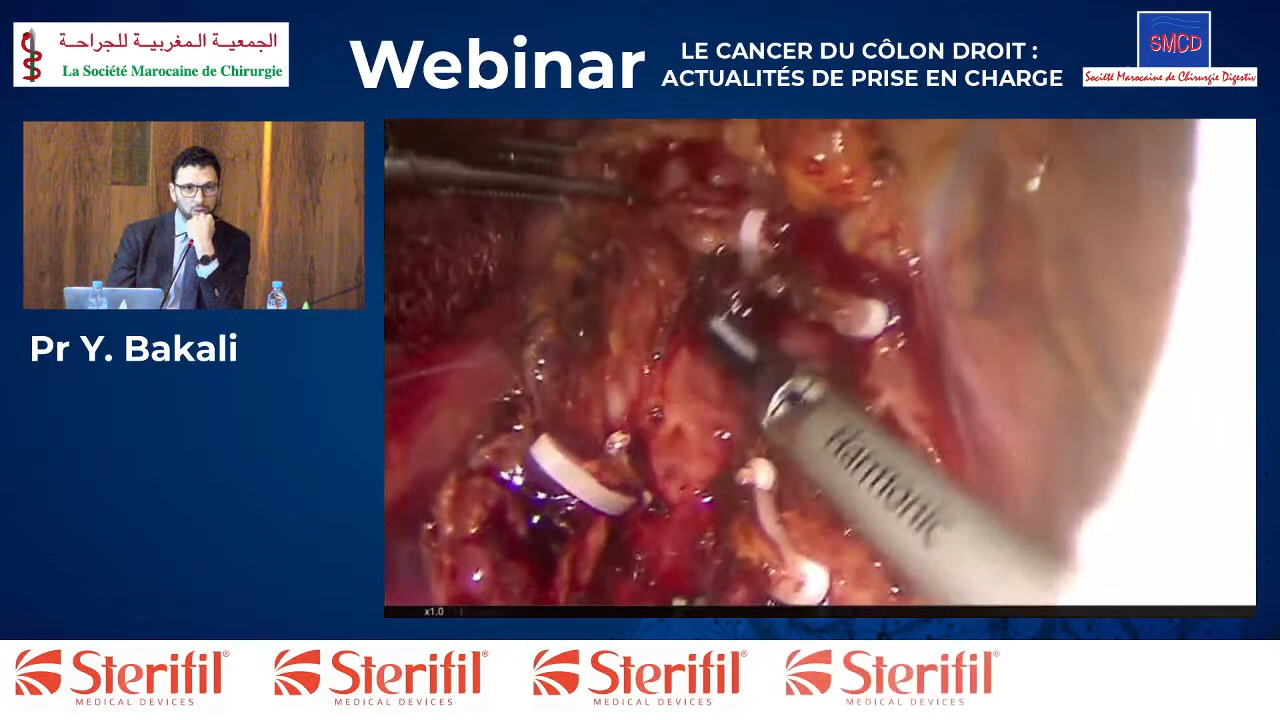 الجمعية المغربية للجراحة
La Société Marocaine de Chirurgie
Webinar
LE CANCER DU CÔLON DROIT :
ACTUALITÉS DE PRISE EN CHARGE
SMCD
Société Marocaine de Chirurgie Digestiv
Pr Y. Bakali
Harmonic
x1.0
Sterifil®
MEDICAL DEVICES
Sterifil®
MEDICAL DEVICES
Sterifil®
MEDICAL DEVICES
Sterifil®
MEDICAL DEVICES